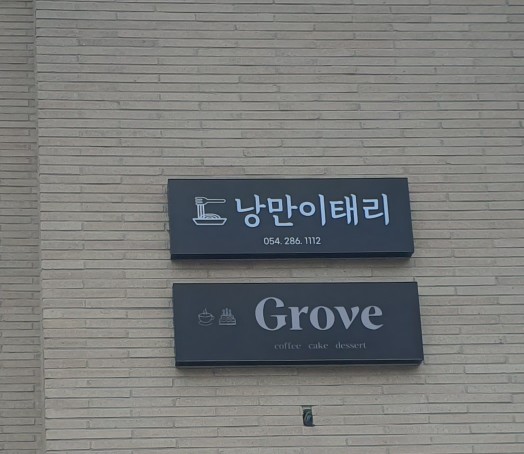 낭만이태리
054. 286. 1112
Grove
coffee cake dessert